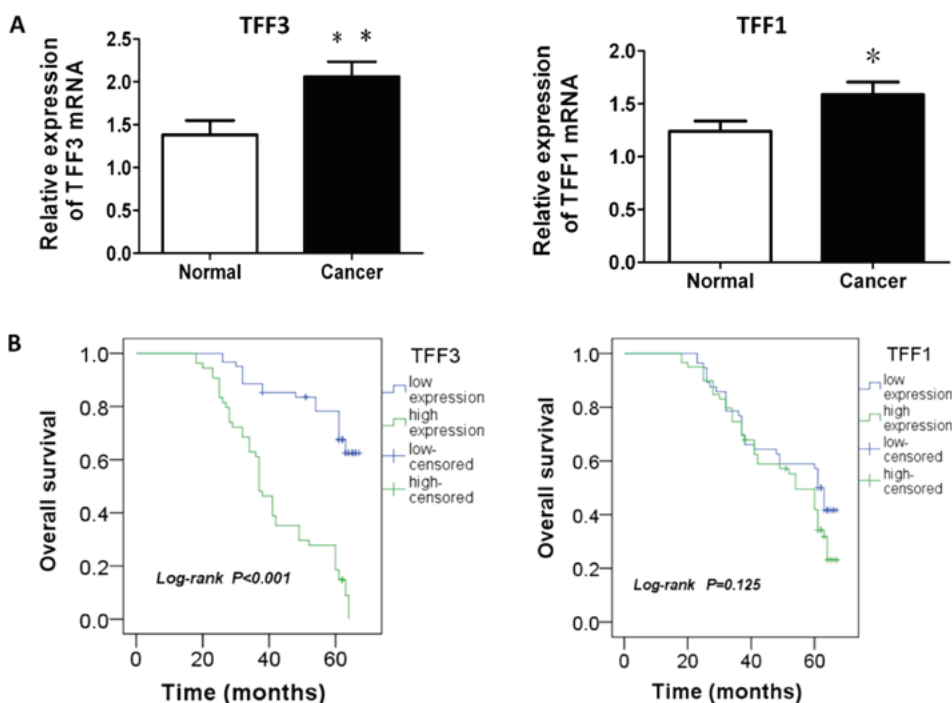 A
TFF3
* *
Relative expression
of TFF3 mRNA
2.5
2.0
1.5
1.0
0.5
0.0
Normal
Cancer
TFF1
*
Relative expression
of TFF1 mRNA
2.0
1.5
1.0
0.5
0.0
Normal
Cancer
B
Overall survival
1.0
0.8
0.6
0.4
0.2
0.0
Log-rank P<0.001
0
20
40
60
Time (months)
TFF3
low
expression
high
expression
low-
censored
high-
censored
Overall survival
1.0
0.8
0.6
0.4
0.2
0.0
Log-rank P=0.125
0
20
40
60
Time (months)
TFF1
low
expression
high
expression
low-
censored
high-
censored